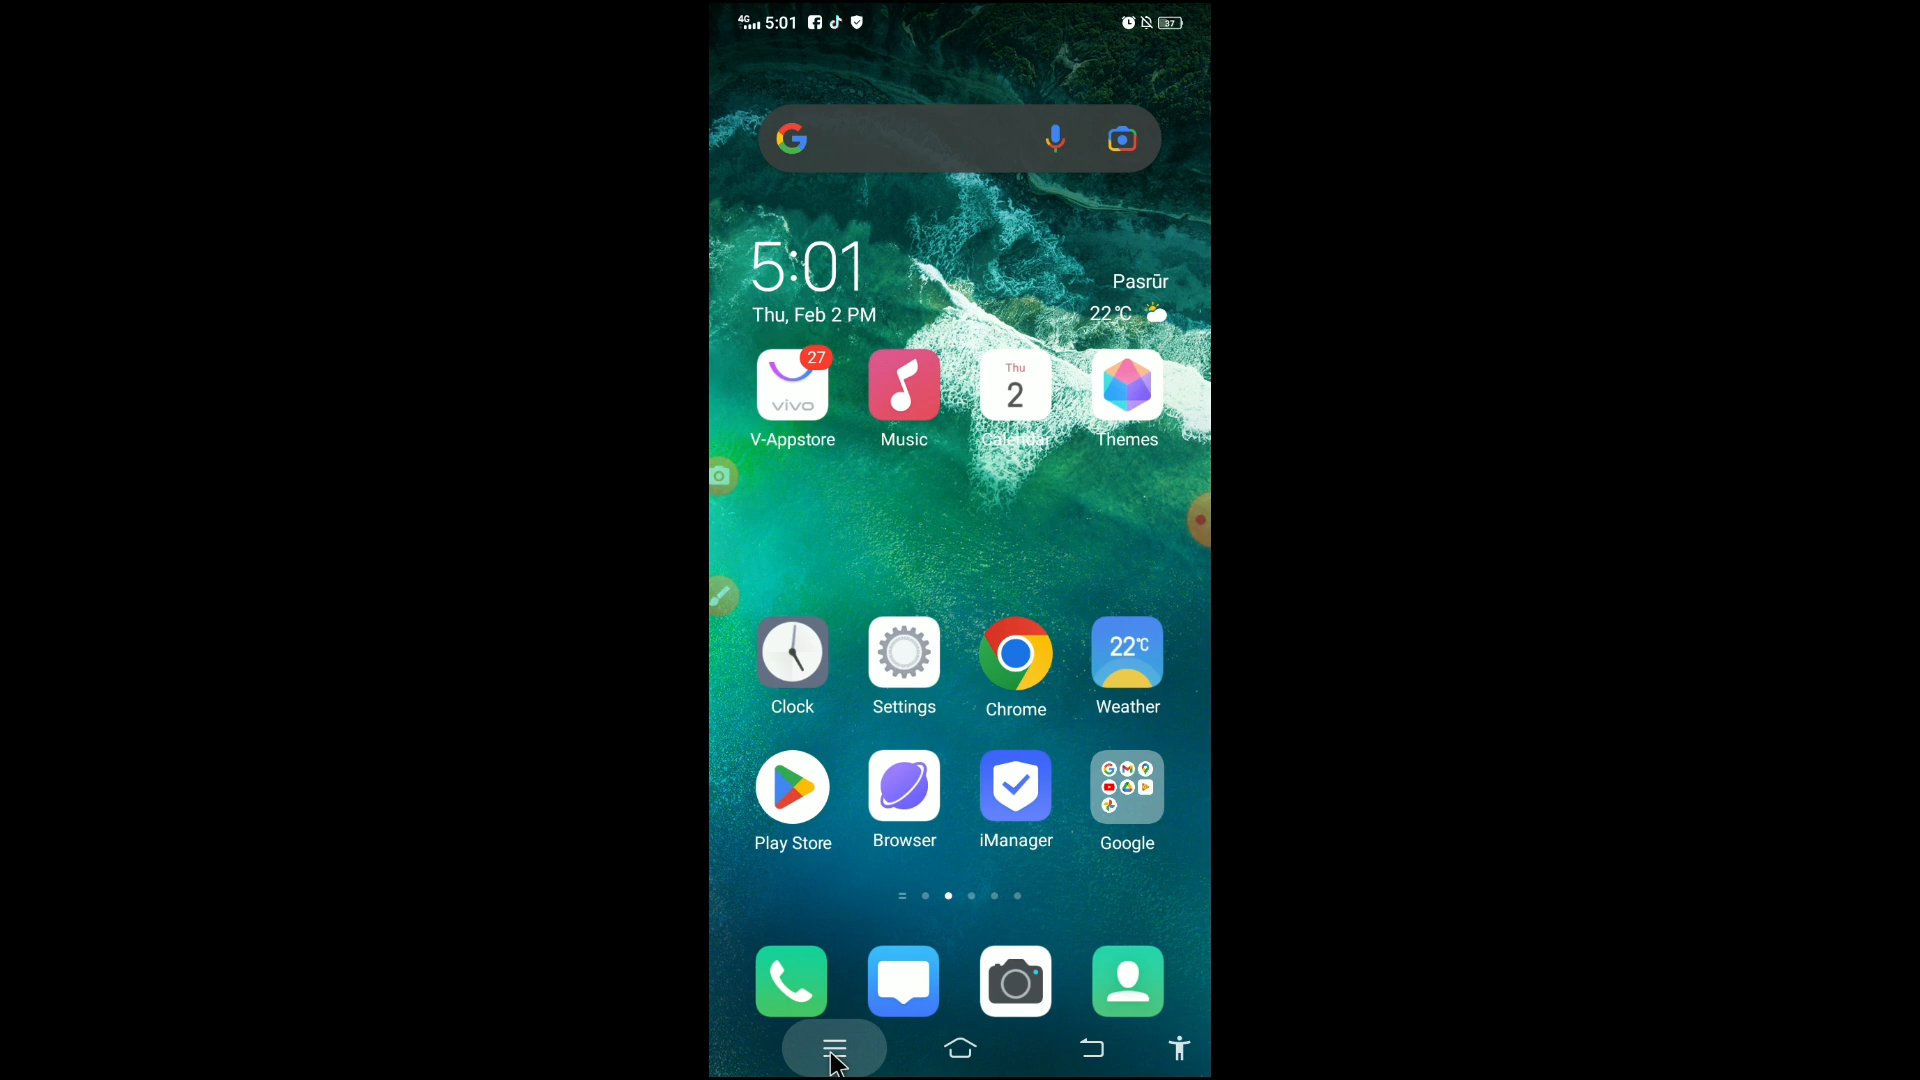 4G 5:01 37
5:01
Thu, Feb 2 PM
Pasrūr
22°C
27
vivo
Thu
2
V-Appstore Music Calendar Themes
22°C
Clock Settings Chrome Weather
Play Store Browser iManager Google